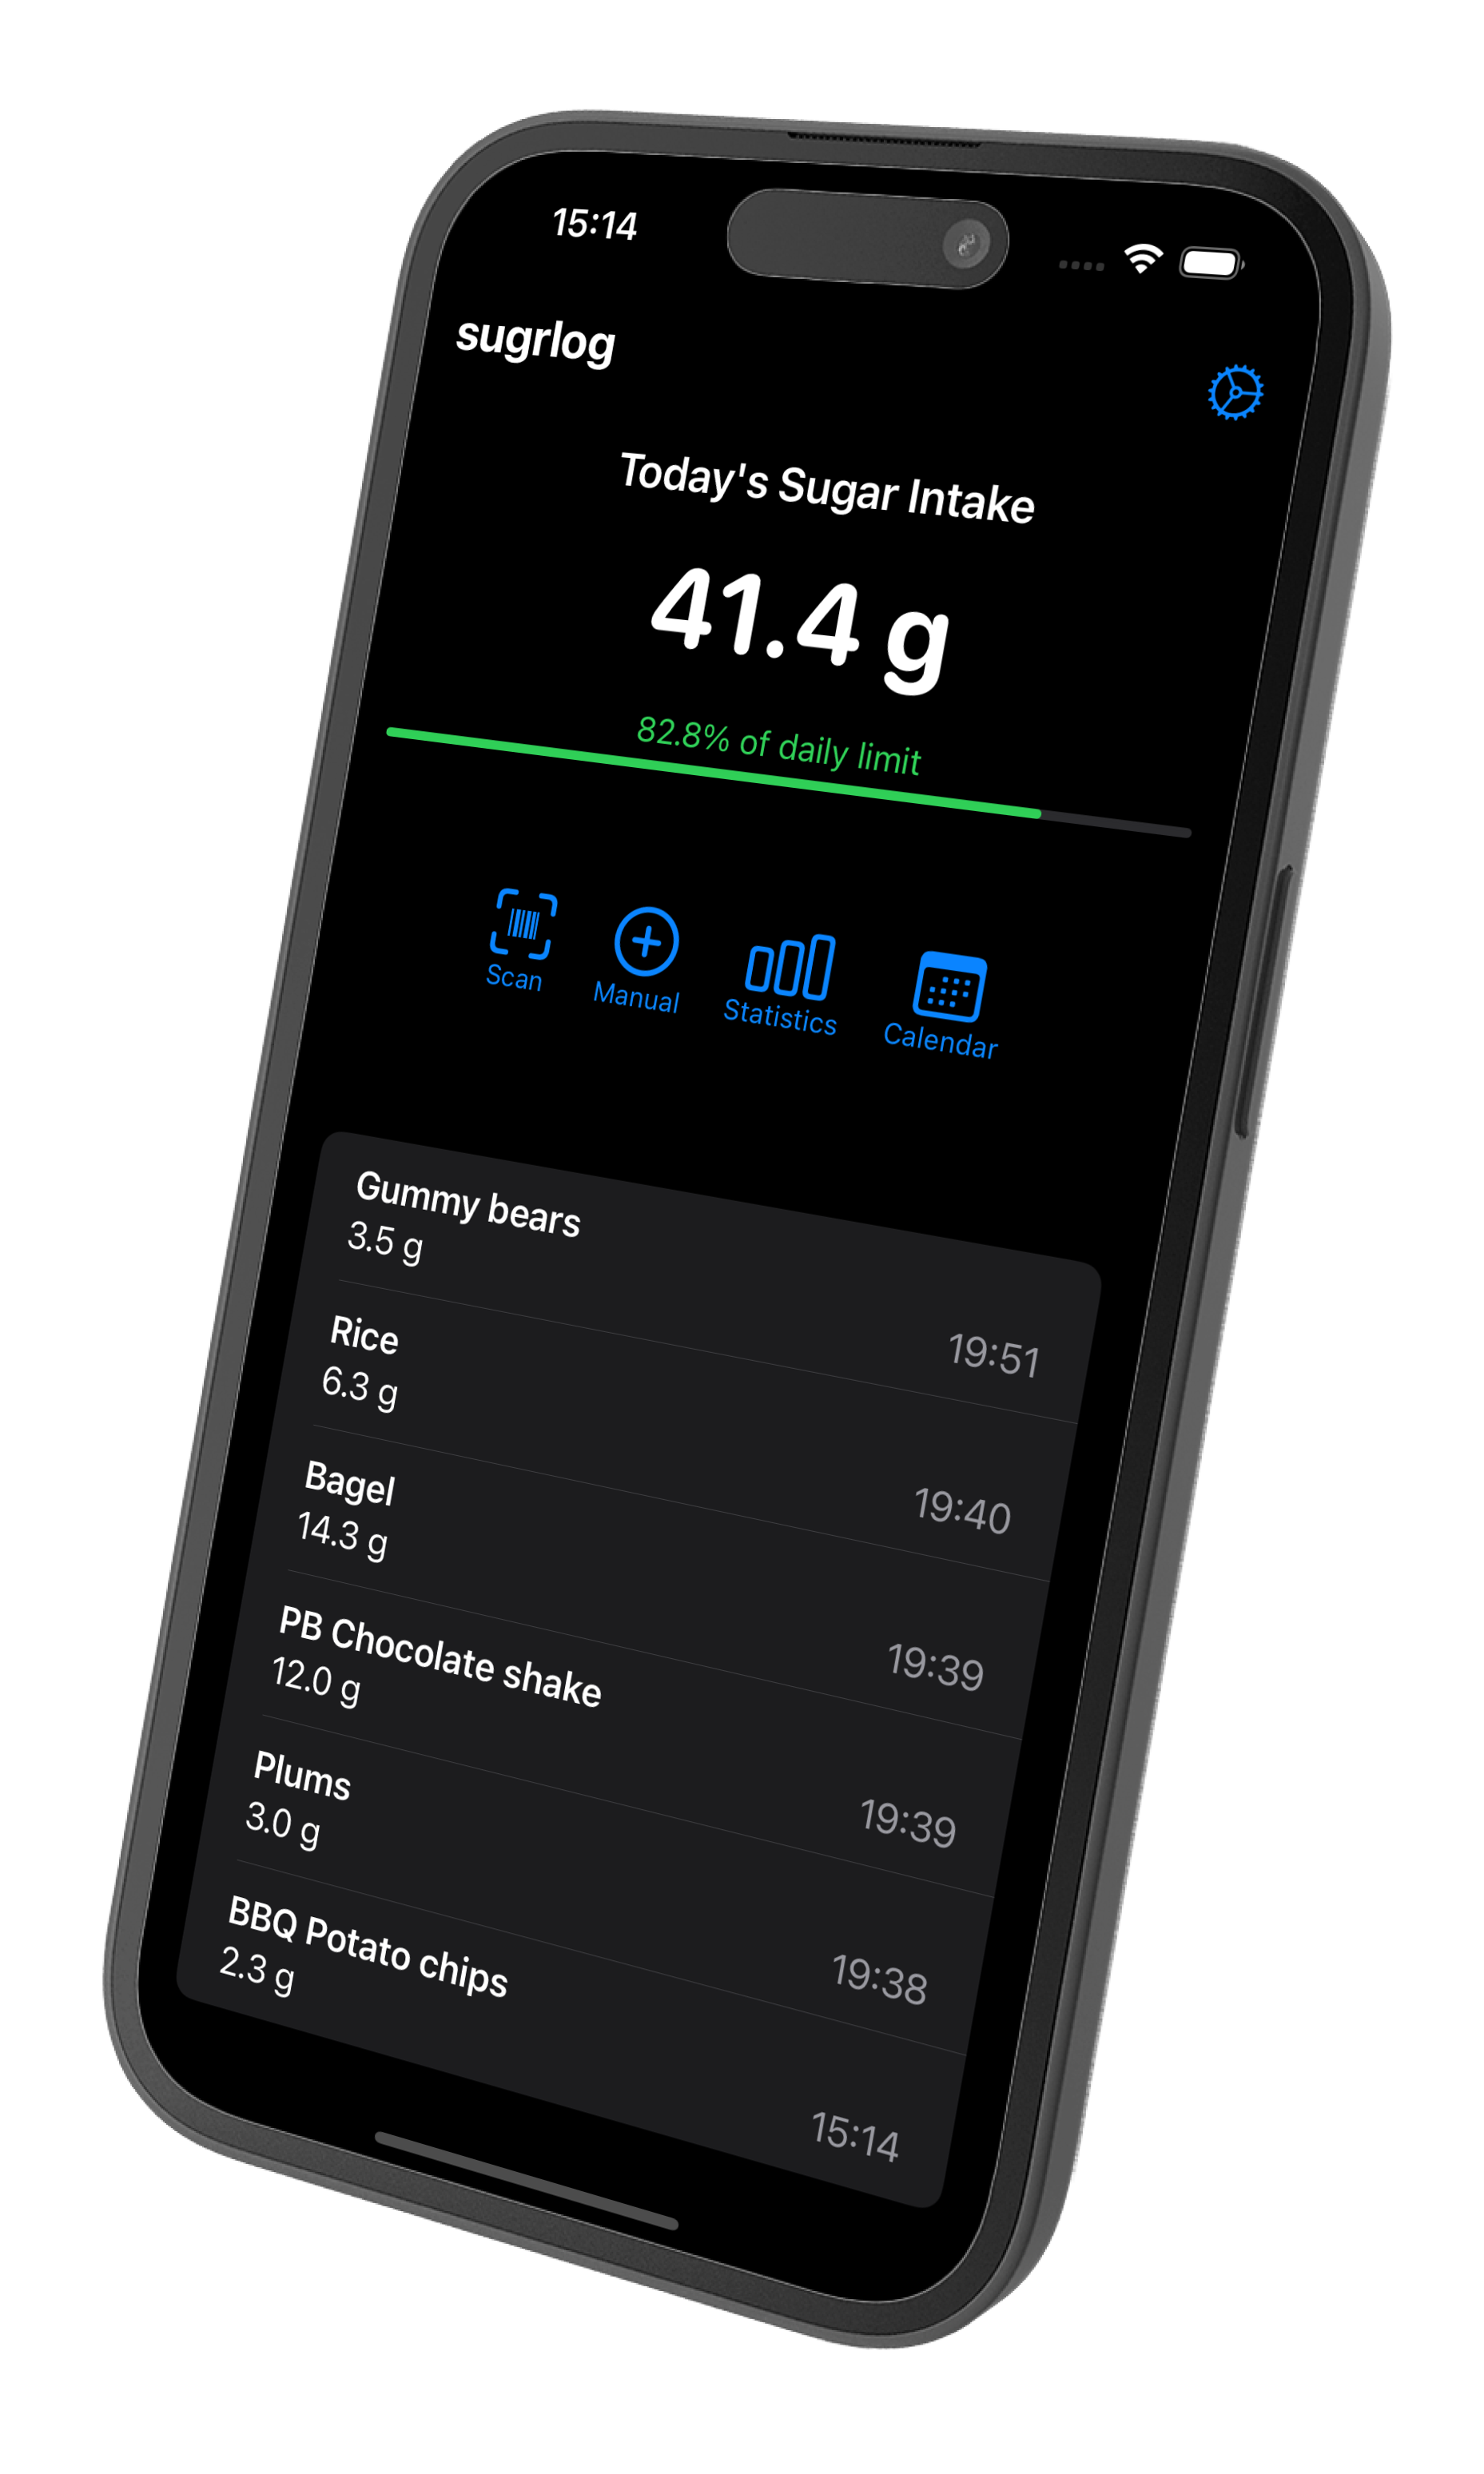 15:14
sugrlog
Today's Sugar Intake
41.4 g
82.8% of daily limit
Scan
Manual
Statistics
Calendar
Gummy bears
3.5 g
19:51
Rice
6.3 g
19:40
Bagel
14.3 g
19:39
PB Chocolate shake
12.0 g
19:39
Plums
3.0 g
19:38
BBQ Potato chips
2.3 g
15:14